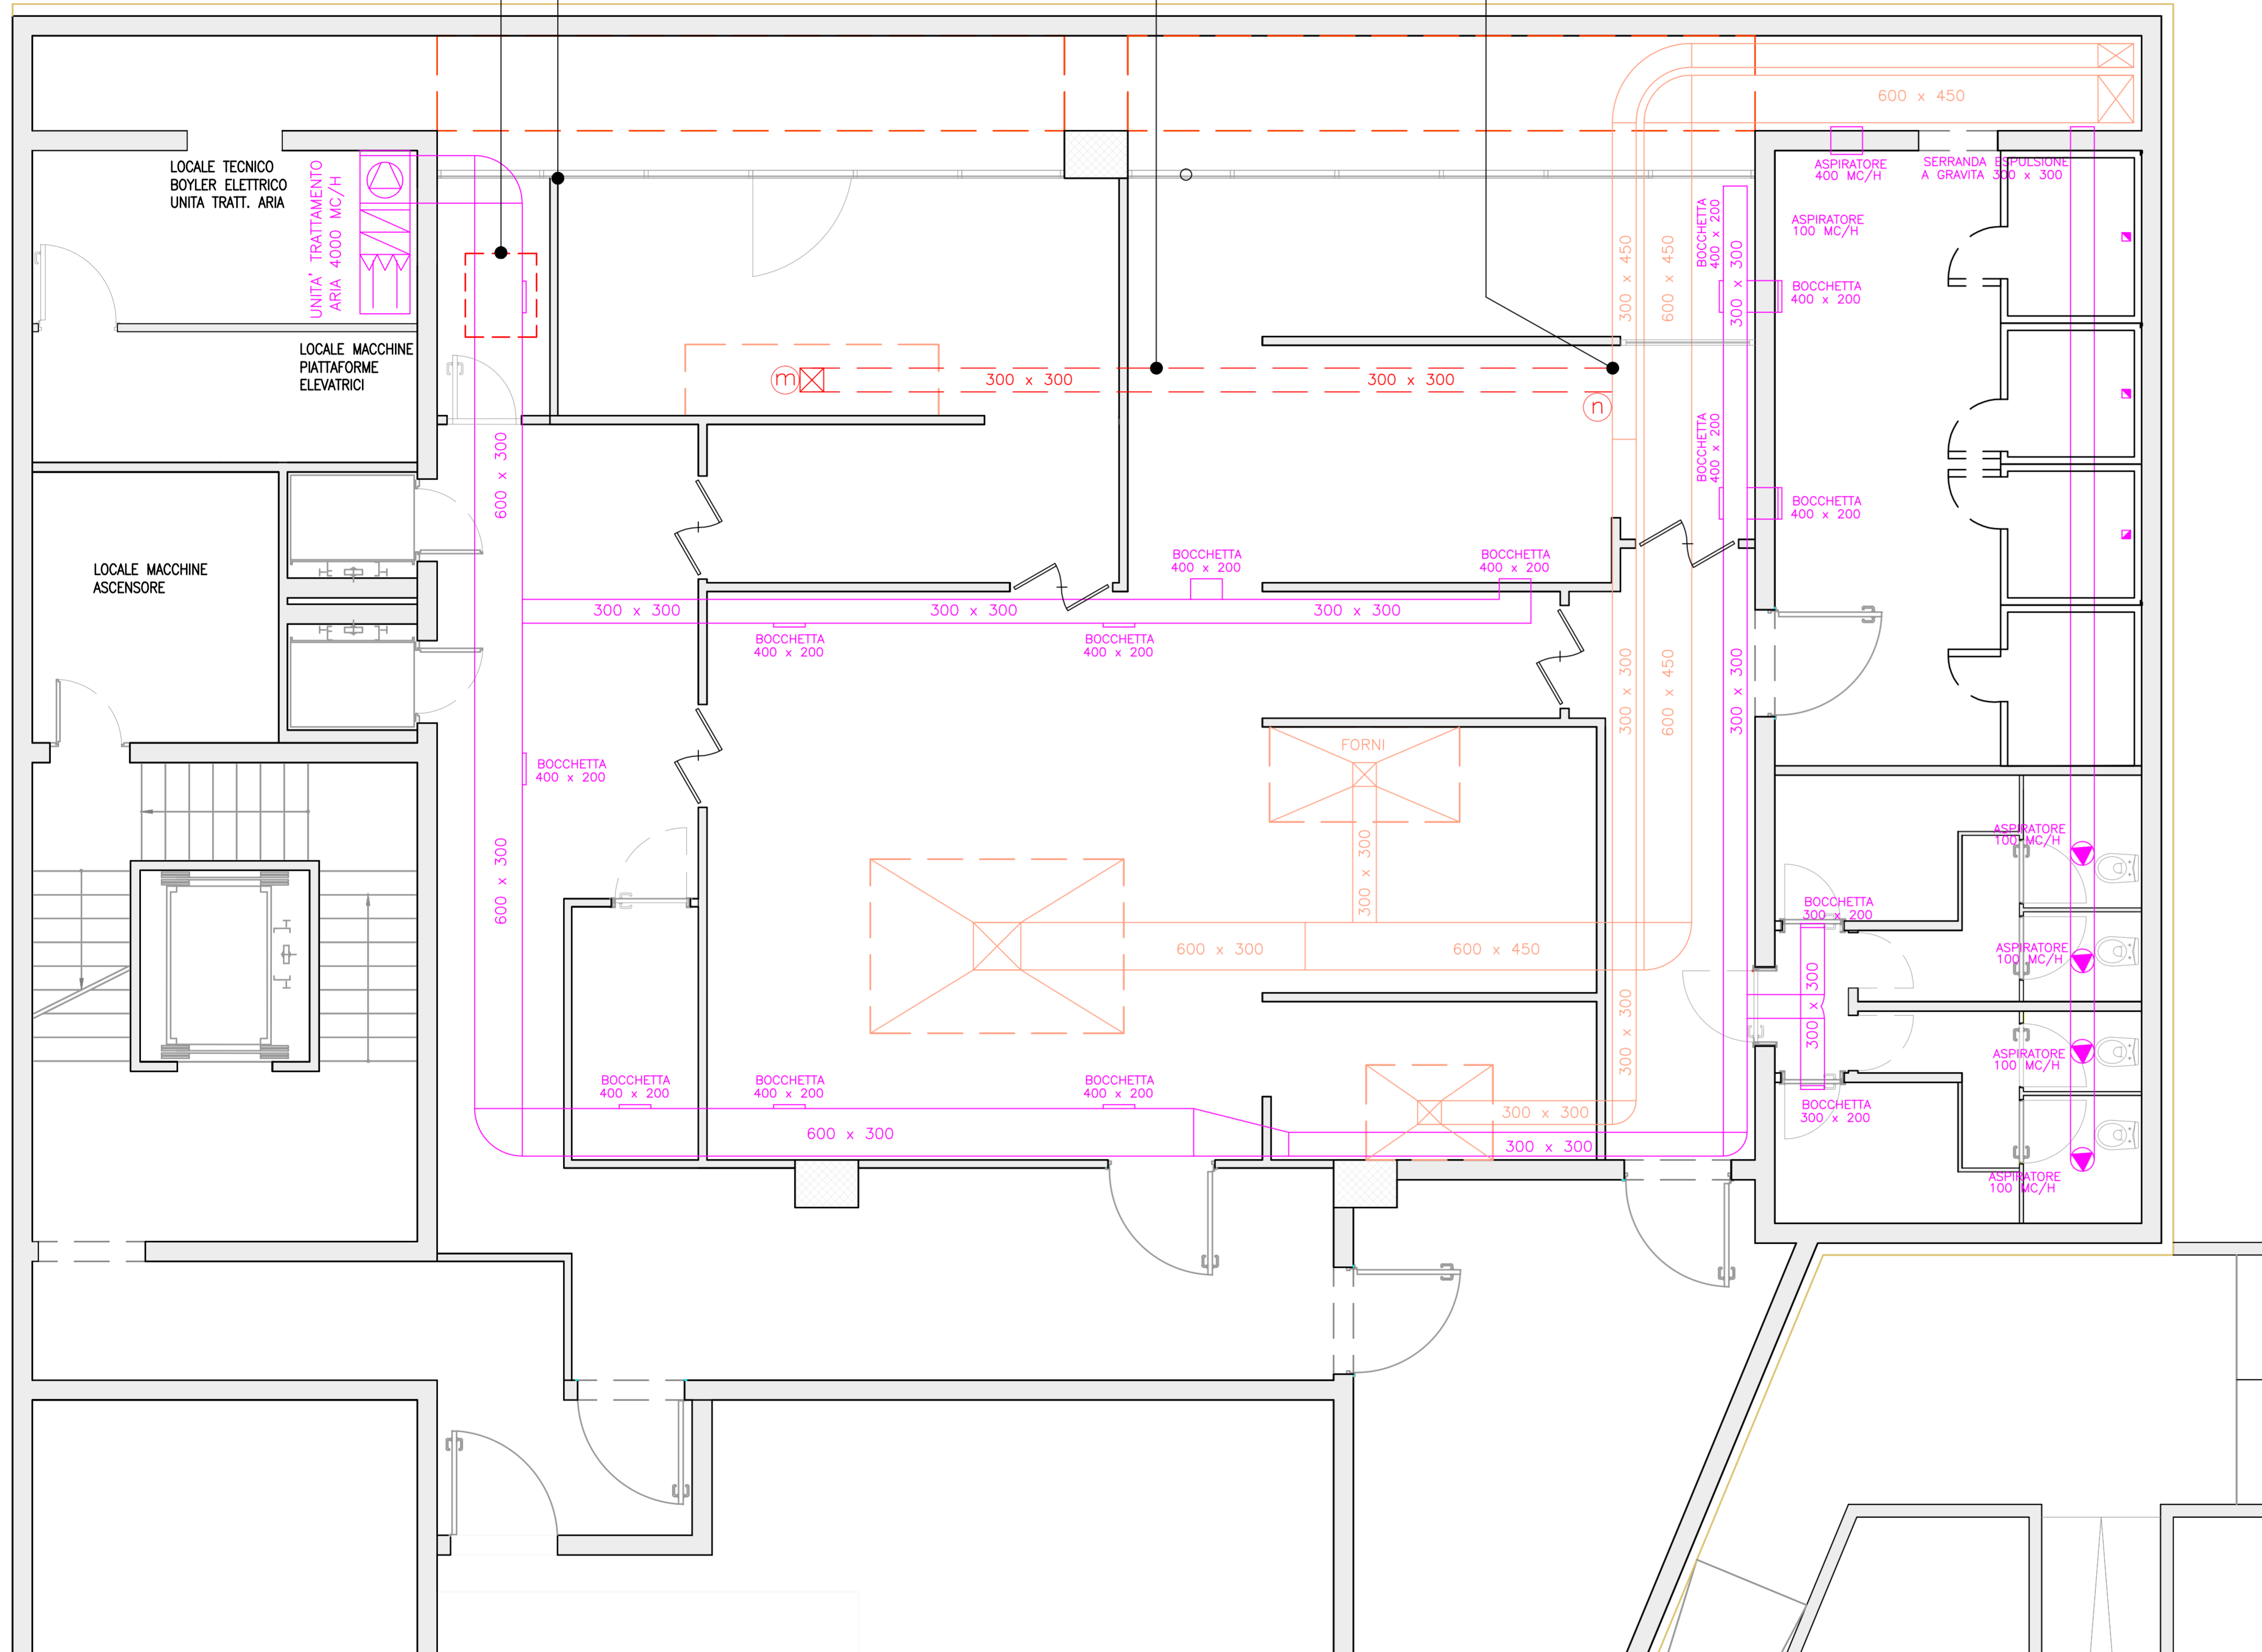 600 x 450
LOCALE TECNICO
BOYLER ELETTRICO
UNITA TRATT. ARIA
UNITA' TRATTAMENTO
ARIA 4000 MC/H
ASPIRATORE
400 MC/H
SERRANDA ESPULSIONE
A GRAVITA 300 x 300
ASPIRATORE
100 MC/H
BOCCHETTA
400 x 200
300 x 300
300 x 450
600 x 450
BOCCHETTA
400 x 200
LOCALE MACCHINE
PIATTAFORME
ELEVATRICI
m
300 x 300
300 x 300
n
600 x 300
BOCCHETTA
400 x 200
BOCCHETTA
400 x 200
LOCALE MACCHINE
ASCENSORE
BOCCHETTA
400 x 200
BOCCHETTA
400 x 200
300 x 300
300 x 300
300 x 300
BOCCHETTA
400 x 200
BOCCHETTA
400 x 200
300 x 300
600 x 450
300 x 300
BOCCHETTA
400 x 200
FORNI
600 x 300
300 x 300
ASPIRATORE
100 MC/H
BOCCHETTA
300 x 200
600 x 300
600 x 450
ASPIRATORE
100 MC/H
300 x 300
300 x 300
ASPIRATORE
100 MC/H
BOCCHETTA
400 x 200
BOCCHETTA
400 x 200
BOCCHETTA
400 x 200
300 x 300
BOCCHETTA
300 x 200
600 x 300
300 x 300
ASPIRATORE
100 MC/H